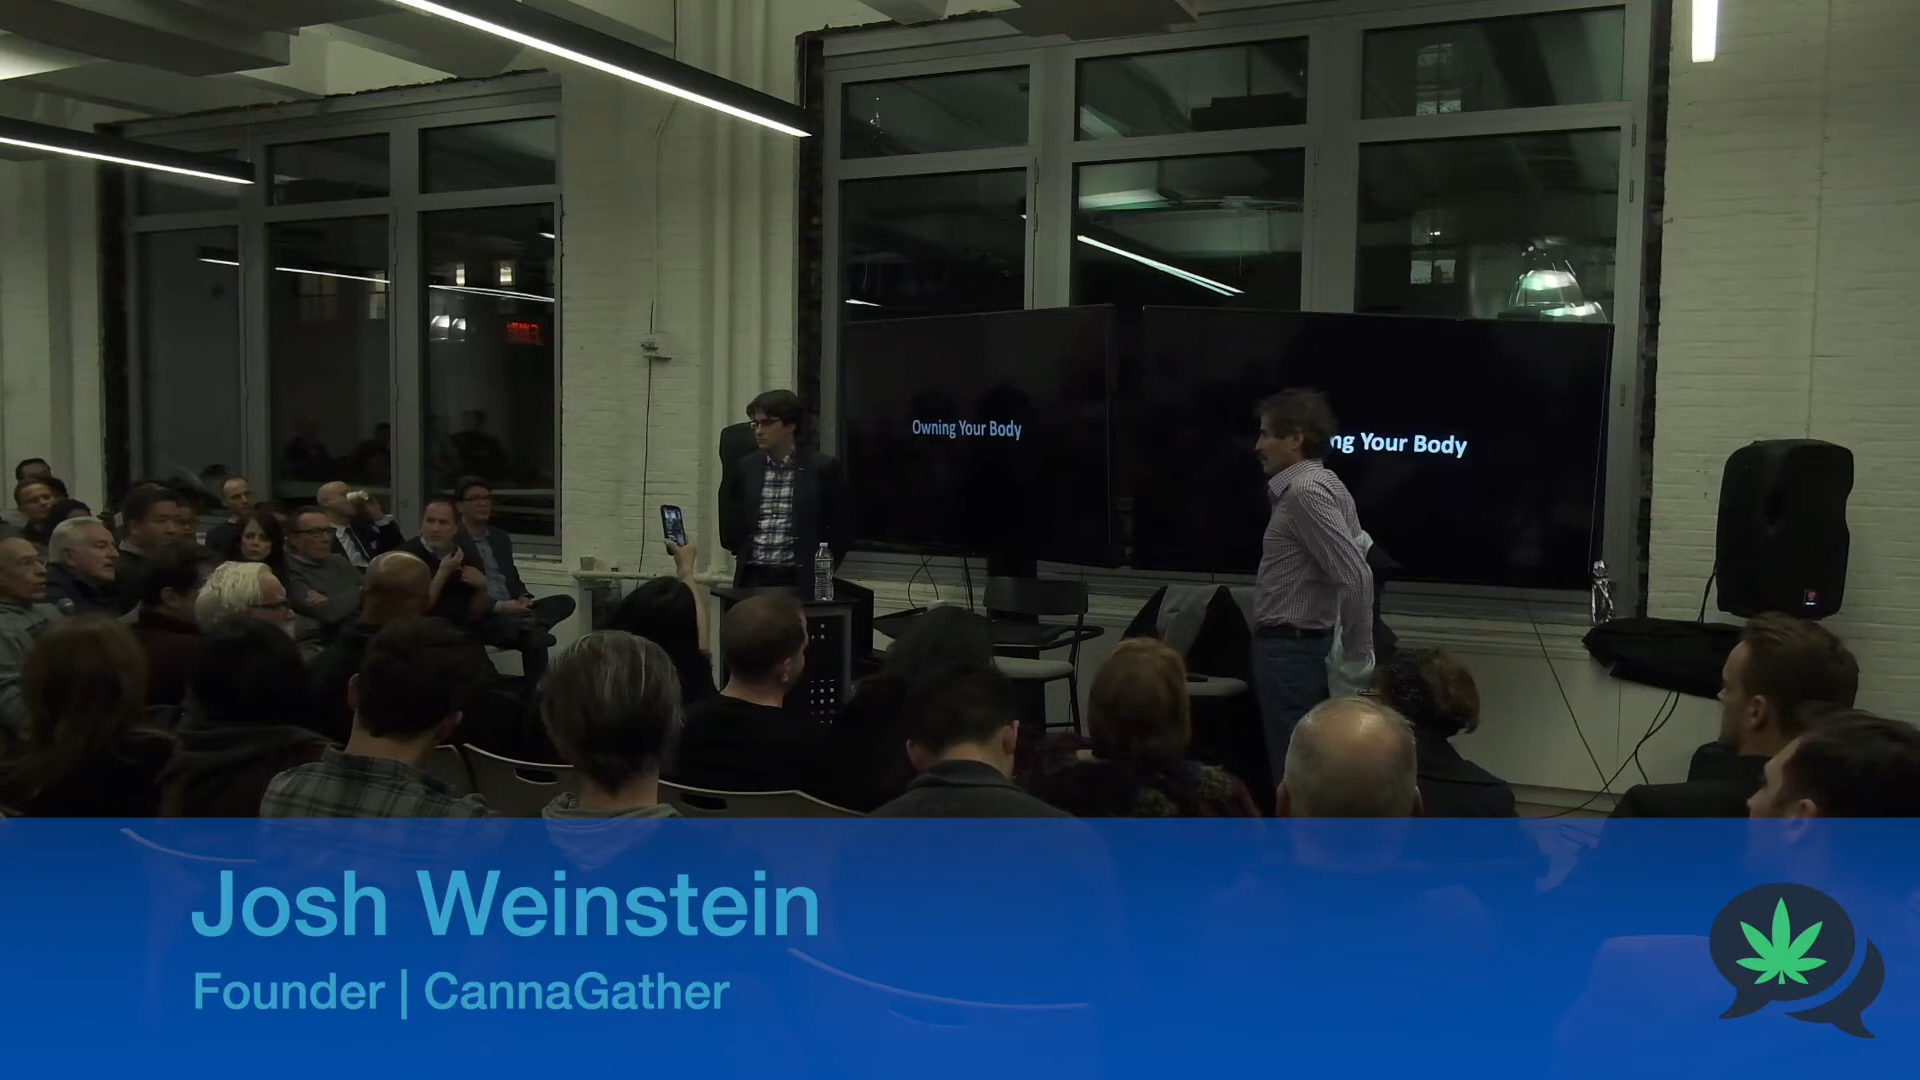 Owning Your Body
ng Your Body
Josh Weinstein
Founder | CannaGather